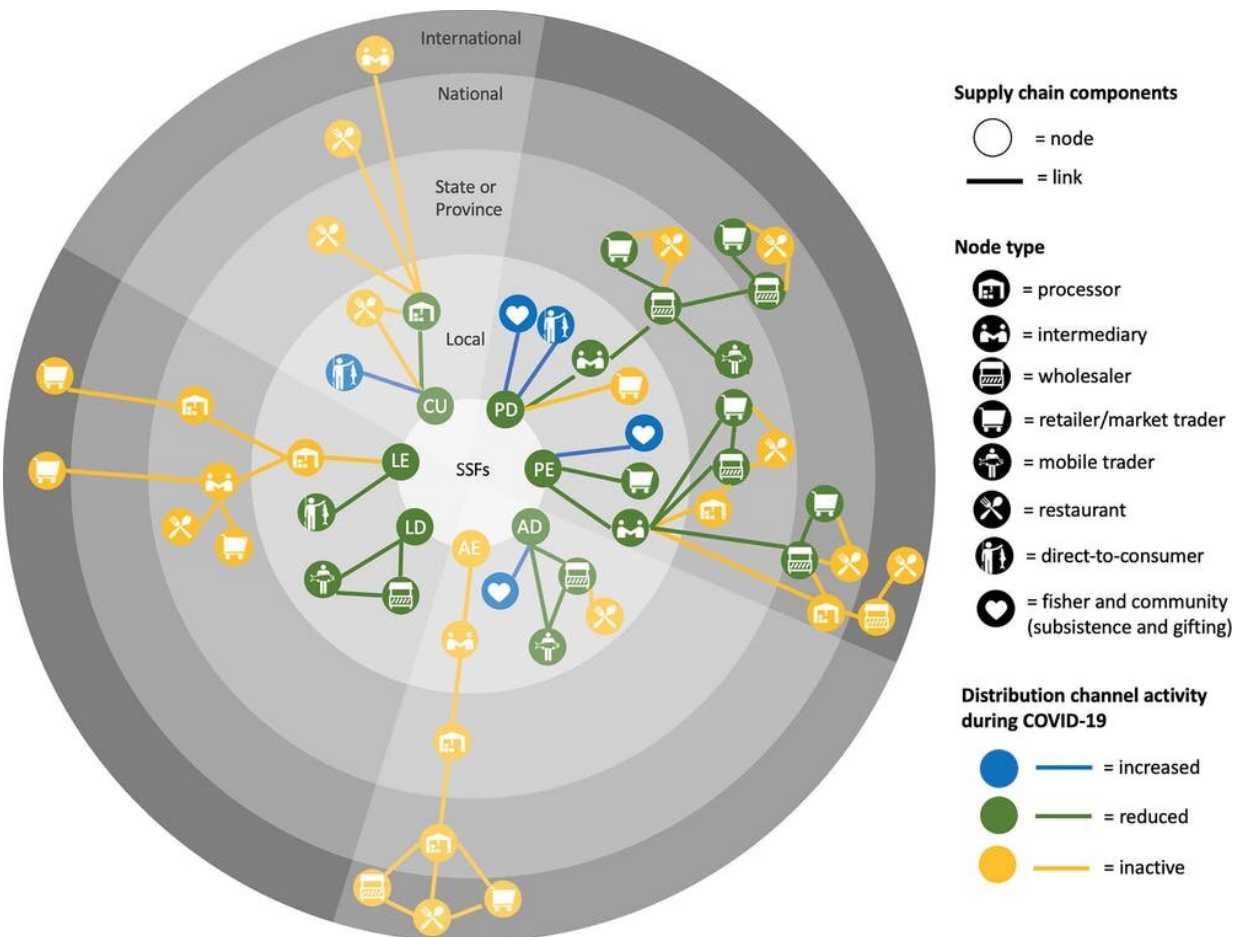 International
National
State or
Province
Local
SSFs
CU
PD
PE
LE
LD
AE
AD
Supply chain components
= node
= link
Node type
= processor
= intermediary
= wholesaler
= retailer/market trader
= mobile trader
= restaurant
= direct-to-consumer
= fisher and community
(subsistence and gifting)
Distribution channel activity
during COVID-19
= increased
= reduced
= inactive